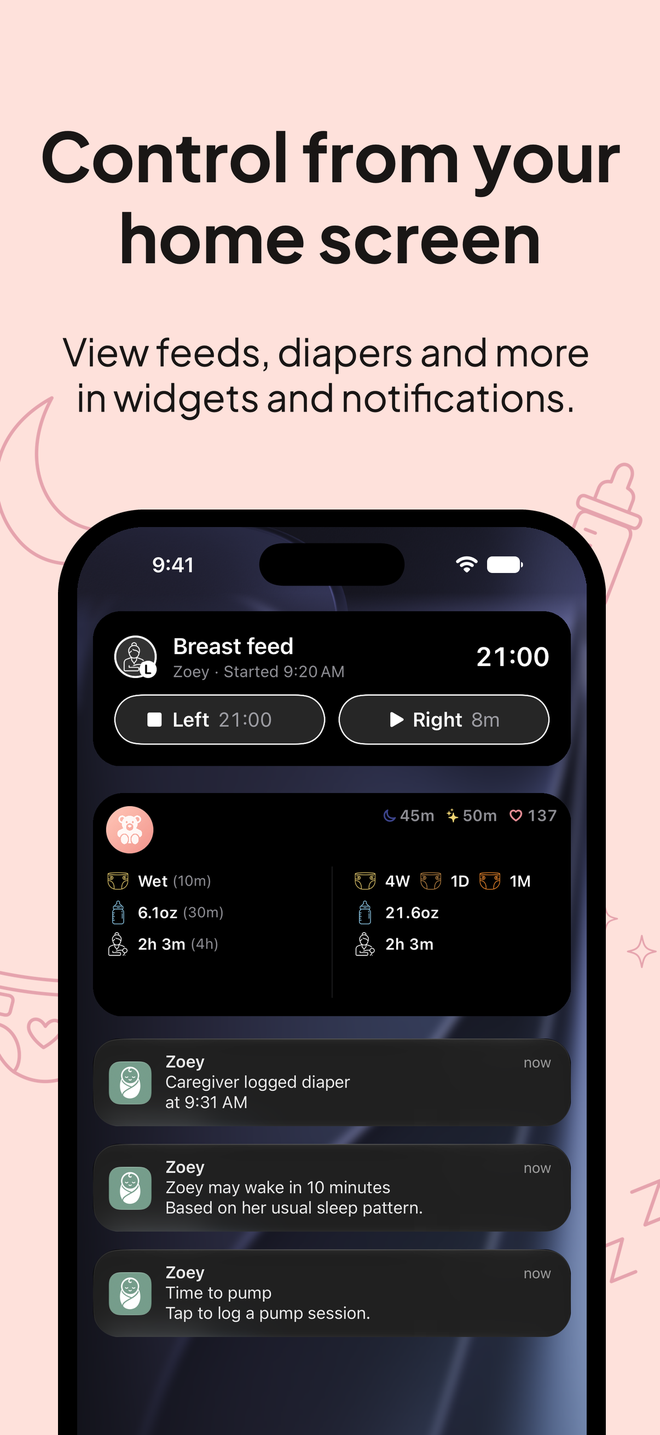 Control from your
home screen
View feeds, diapers and more
in widgets and notifications.
9:41
Breast feed
21:00
L
Zoey · Started 9:20 AM
Left 21:00
Right 8m
45m 50m 137
Wet (10m)
4W 1D 1M
6.1oz (30m)
21.6oz
2h 3m (4h)
2h 3m
Zoey
now
Caregiver logged diaper
at 9:31 AM
Zoey
now
Zoey may wake in 10 minutes
Based on her usual sleep pattern.
Zoey
now
Time to pump
Tap to log a pump session.
Z
Z